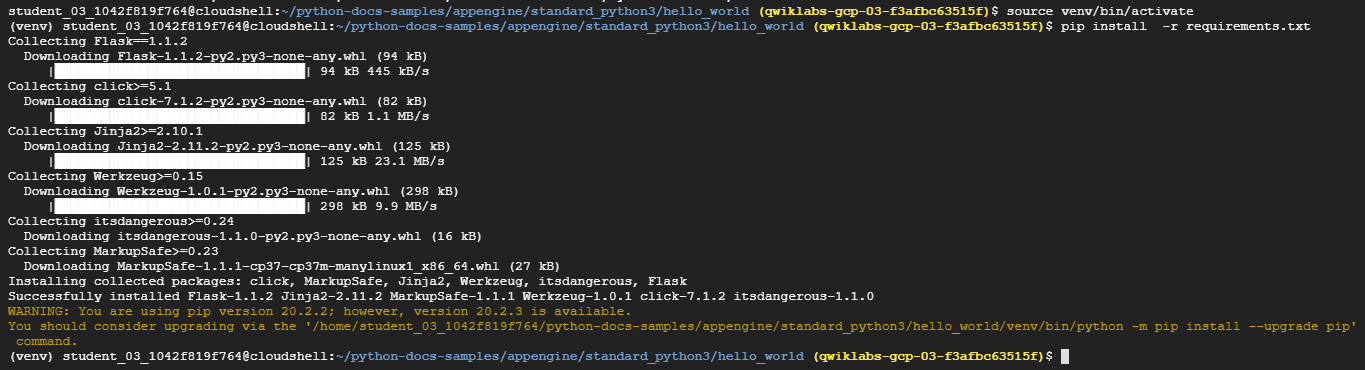 student_03_1042f819f764@cloudshell:~/python-docs-samples/appengine/standard_python3/hello_world (qwiklabs-gcp-03-f3afbc63515f)$ source venv/bin/activate
(venv) student_03_1042f819f764@cloudshell:~/python-docs-samples/appengine/standard_python3/hello_world (qwiklabs-gcp-03-f3afbc63515f)$ pip install  -r requirements.txt
Collecting Flask==1.1.2
  Downloading Flask-1.1.2-py2.py3-none-any.whl (94 kB)
     |████████████████████████████████| 94 kB 445 kB/s
Collecting click>=5.1
  Downloading click-7.1.2-py2.py3-none-any.whl (82 kB)
     |████████████████████████████████| 82 kB 1.1 MB/s
Collecting Jinja2>=2.10.1
  Downloading Jinja2-2.11.2-py2.py3-none-any.whl (125 kB)
     |████████████████████████████████| 125 kB 23.1 MB/s
Collecting Werkzeug>=0.15
  Downloading Werkzeug-1.0.1-py2.py3-none-any.whl (298 kB)
     |████████████████████████████████| 298 kB 9.9 MB/s
Collecting itsdangerous>=0.24
  Downloading itsdangerous-1.1.0-py2.py3-none-any.whl (16 kB)
Collecting MarkupSafe>=0.23
  Downloading MarkupSafe-1.1.1-cp37-cp37m-manylinux1_x86_64.whl (27 kB)
Installing collected packages: click, MarkupSafe, Jinja2, Werkzeug, itsdangerous, Flask
Successfully installed Flask-1.1.2 Jinja2-2.11.2 MarkupSafe-1.1.1 Werkzeug-1.0.1 click-7.1.2 itsdangerous-1.1.0
WARNING: You are using pip version 20.2.2; however, version 20.2.3 is available.
You should consider upgrading via the '/home/student_03_1042f819f764/python-docs-samples/appengine/standard_python3/hello_world/venv/bin/python -m pip install --upgrade pip'
 command.
(venv) student_03_1042f819f764@cloudshell:~/python-docs-samples/appengine/standard_python3/hello_world (qwiklabs-gcp-03-f3afbc63515f)$